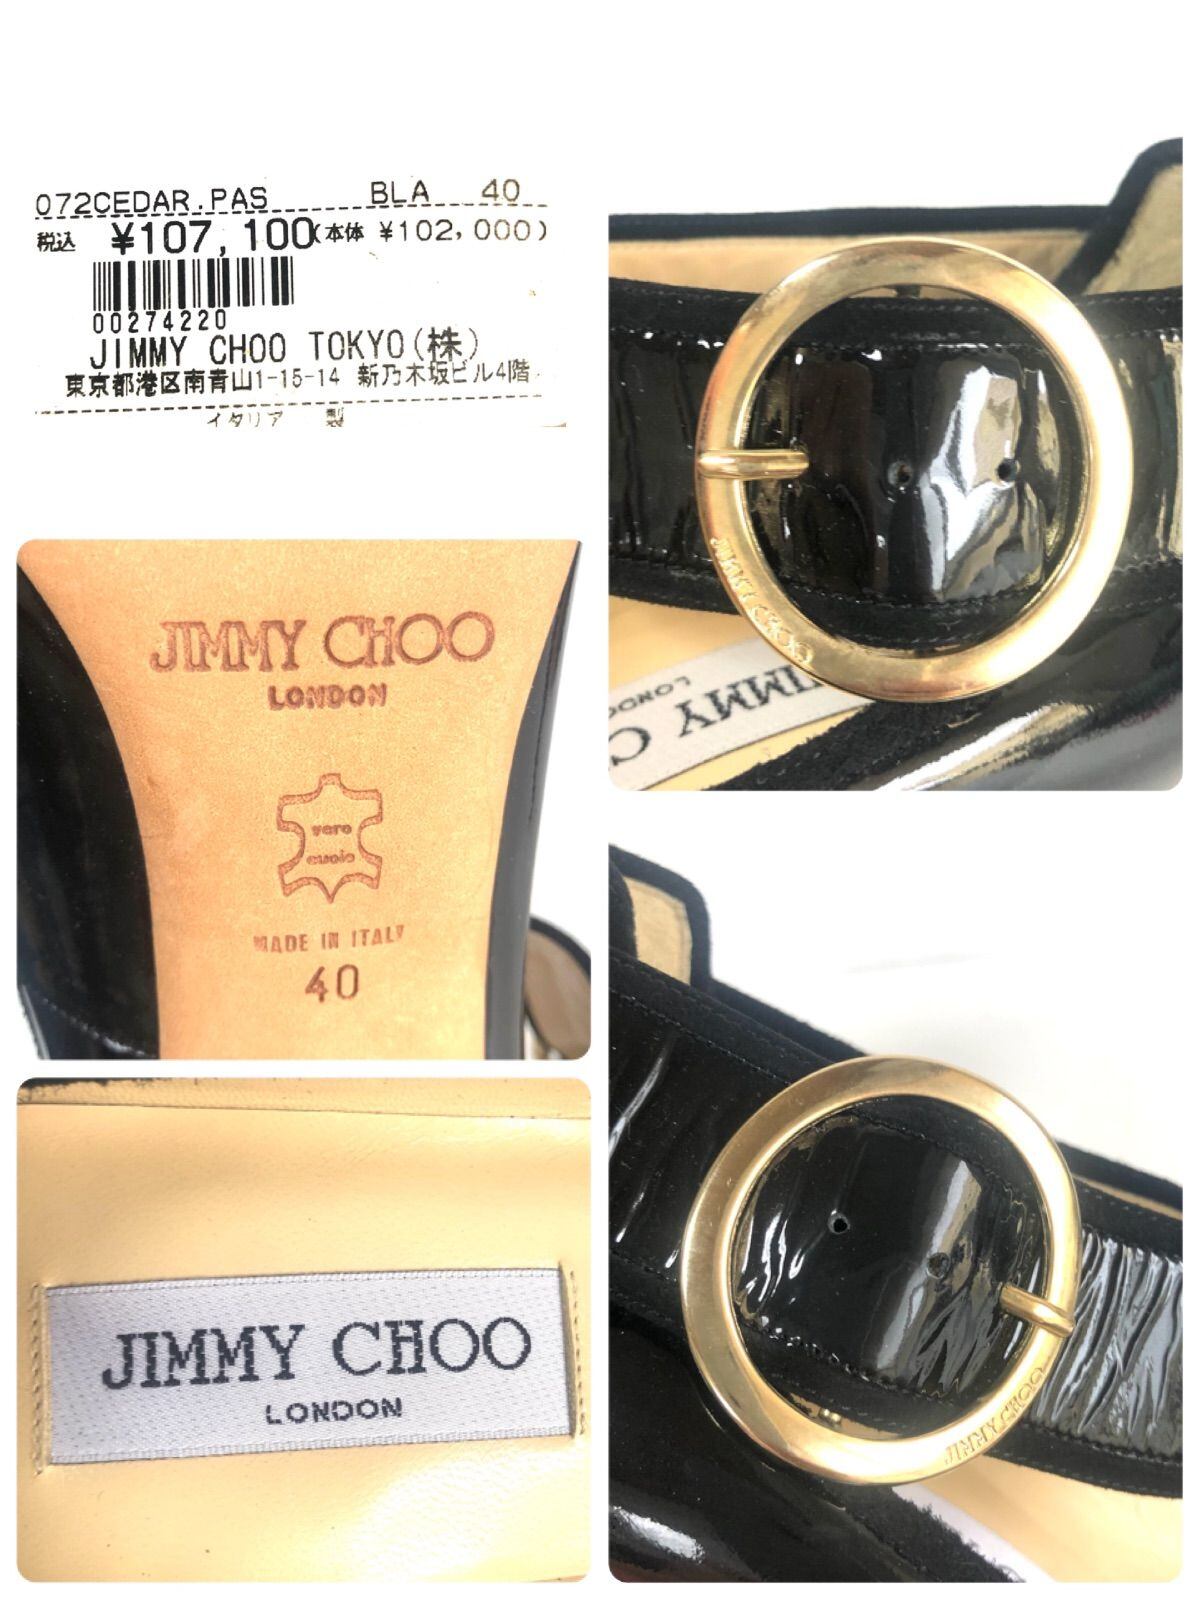 072CEDAR.PAS BLA 40
税込 ¥107,100(本体 ¥102,000)
00274220
JIMMY CHOO TOKYO(株)
東京都港区南青山1-15-14 新乃木坂ビル4階
イタリア 製
JIMMY CHOO
JIMMY C
LONDO
JIMMY CHOO
LONDON
vero
cuoio
MADE IN ITALY
40
JIMMY CHOO
LONDON
JIMMY CHOO